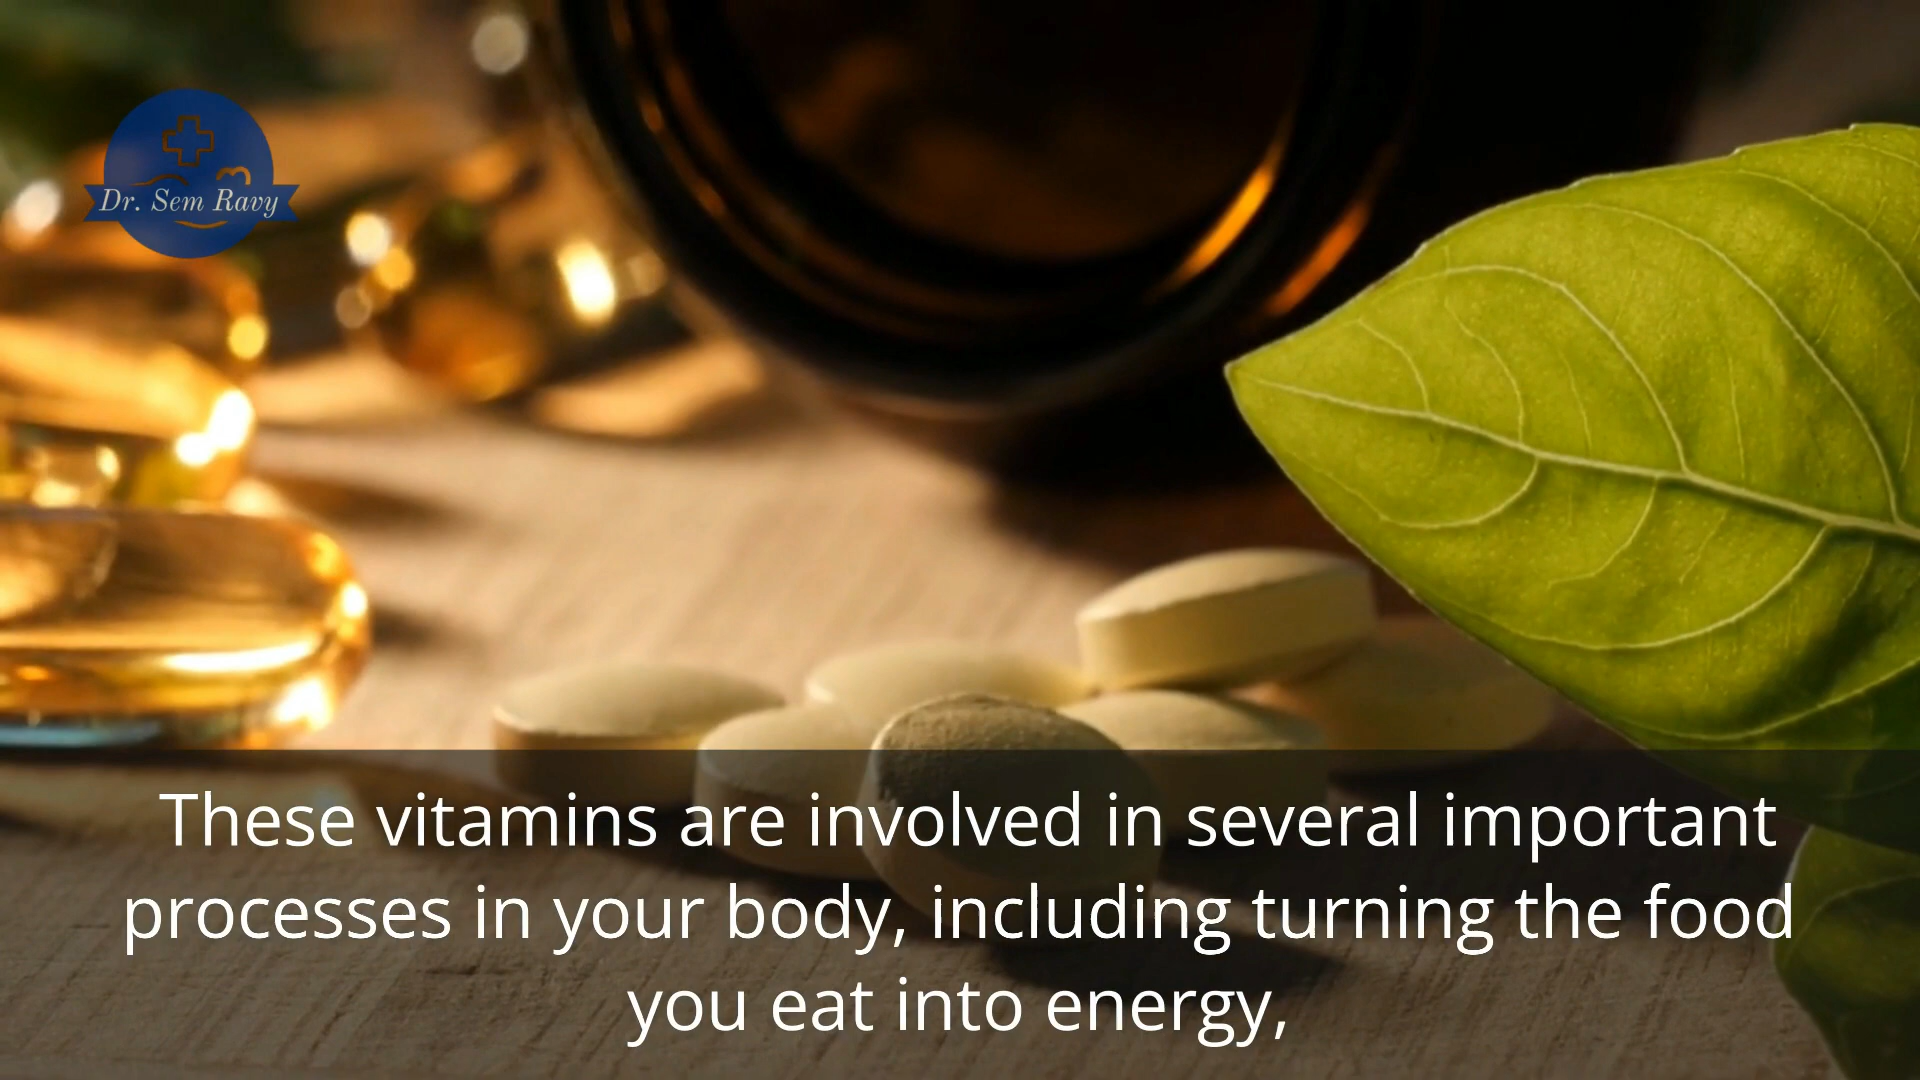 Dr. Sem Ravy
These vitamins are involved in several important
processes in your body, including turning the food
you eat into energy,